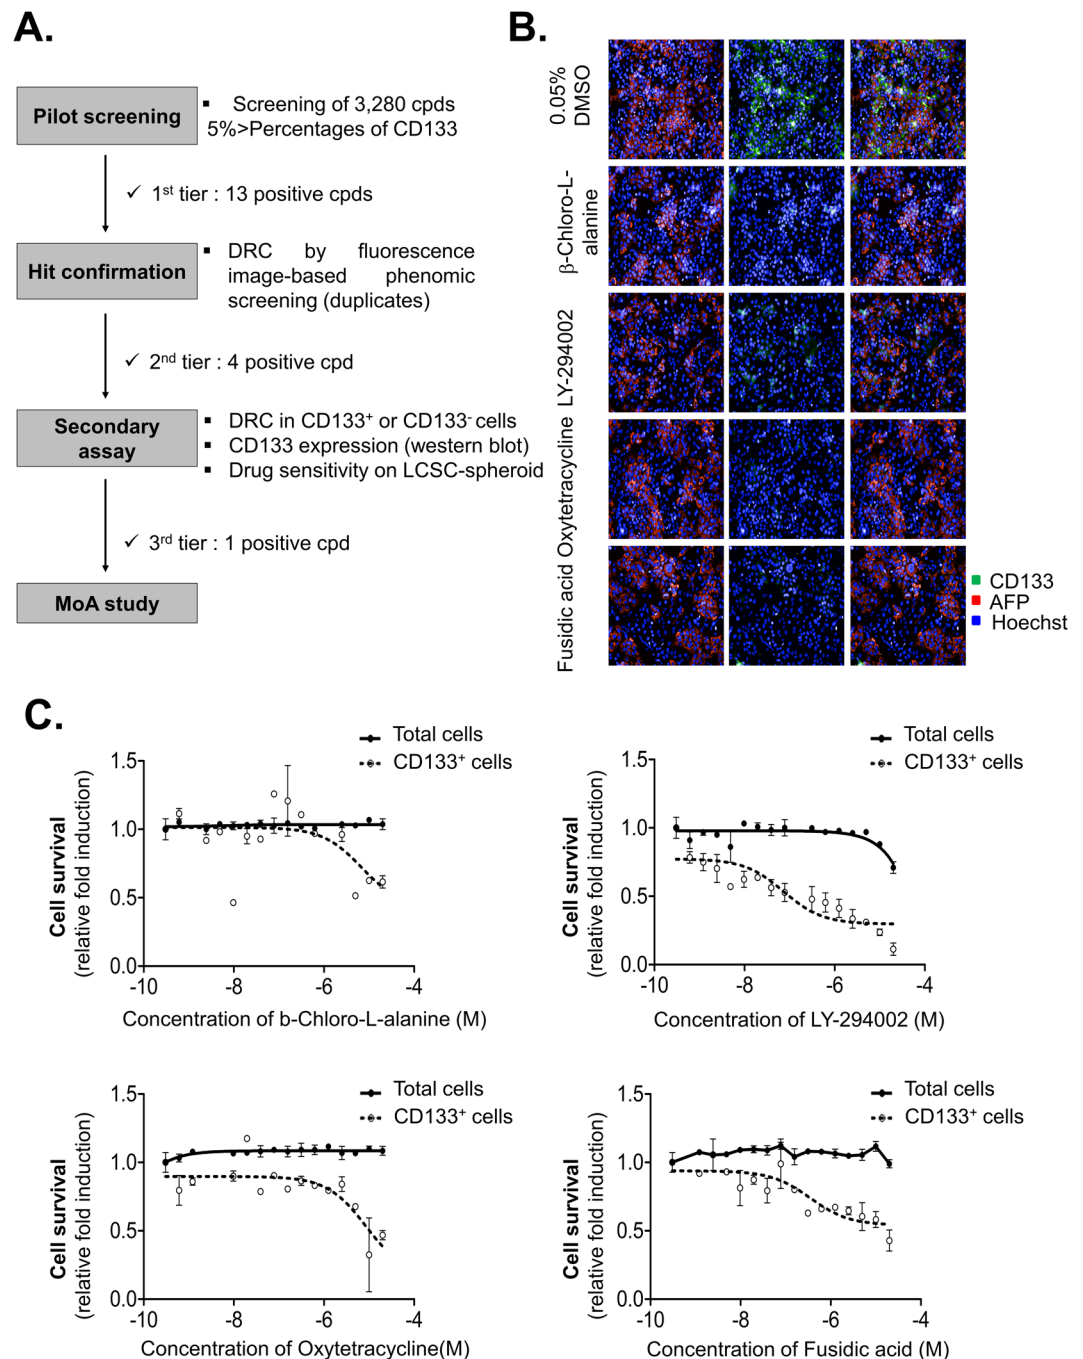 A.
Pilot screening
▪ Screening of 3,280 cpds
5%>Percentages of CD133
✓ 1st tier : 13 positive cpds
Hit confirmation
▪ DRC by fluorescence
image-based phenomic
screening (duplicates)
✓ 2nd tier : 4 positive cpd
Secondary
assay
▪ DRC in CD133+ or CD133- cells
▪ CD133 expression (western blot)
▪ Drug sensitivity on LCSC-spheroid
✓ 3rd tier : 1 positive cpd
MoA study
B.
0.05%
DMSO
β-Chloro-L-
alanine
LY-294002
Oxytetracycline
Fusidic acid
CD133
AFP
Hoechst
C.
Total cells
CD133+ cells
1.5
1.0
0.5
0.0
-10
-8
-6
-4
Cell survival
(relative fold induction)
Concentration of b-Chloro-L-alanine (M)
Total cells
CD133+ cells
1.5
1.0
0.5
0.0
-10
-8
-6
-4
Cell survival
(relative fold induction)
Concentration of LY-294002 (M)
Total cells
CD133+ cells
1.5
1.0
0.5
0.0
-10
-8
-6
-4
Cell survival
(relative fold induction)
Concentration of Oxytetracycline(M)
Total cells
CD133+ cells
1.5
1.0
0.5
0.0
-10
-8
-6
-4
Cell survival
(relative fold induction)
Concentration of Fusidic acid (M)